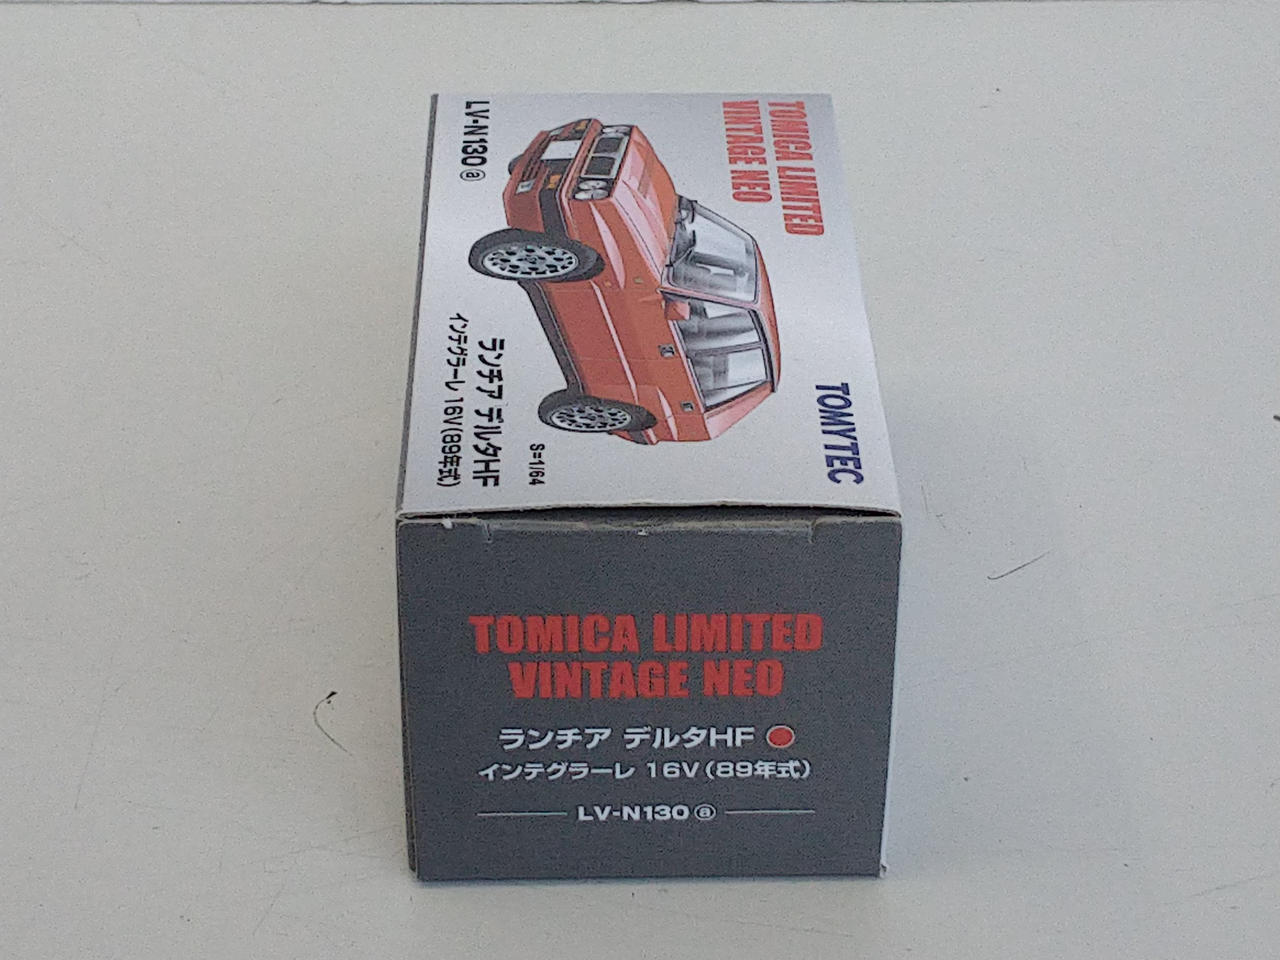 TOMICA LIMITED
VINTAGE NEO
TOMYTEC
LV-N130 ⓐ
S=1/64
ランチア デルタHF
インテグラーレ 16V(89年式)
TOMICA LIMITED
VINTAGE NEO
ランチア デルタHF
インテグラーレ 16V(89年式)
LV-N130 ⓐ